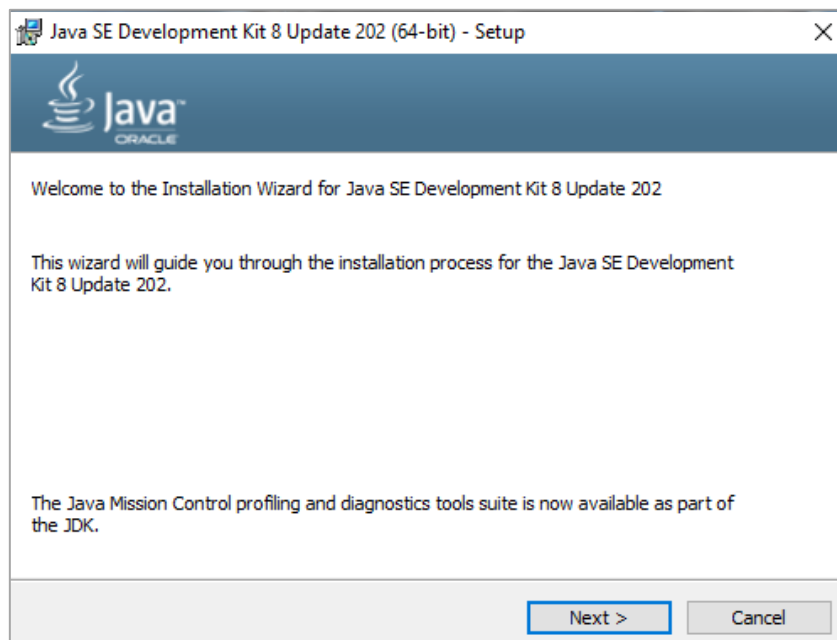 Java SE Development Kit 8 Update 202 (64-bit) - Setup
Java™
ORACLE
Welcome to the Installation Wizard for Java SE Development Kit 8 Update 202
This wizard will guide you through the installation process for the Java SE Development
Kit 8 Update 202.
The Java Mission Control profiling and diagnostics tools suite is now available as part of
the JDK.
Next >
Cancel